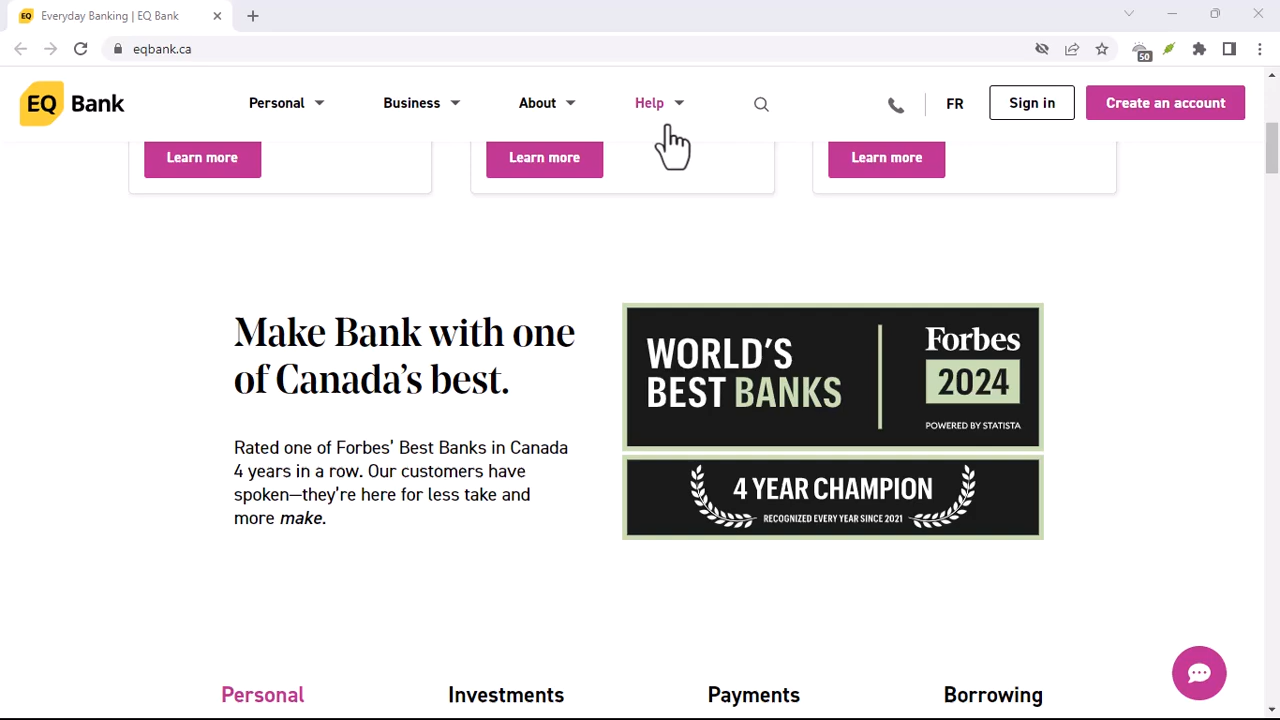 EQ Everyday Banking | EQ Bank
eqbank.ca
50
EQ Bank
Personal
Business
About
Help
FR
Sign in
Create an account
Learn more
Learn more
Learn more
Make Bank with one
of Canada's best.
Rated one of Forbes' Best Banks in Canada
4 years in a row. Our customers have
spoken—they're here for less take and
more make.
WORLD'S
BEST BANKS
Forbes
2024
POWERED BY STATISTA
4 YEAR CHAMPION
RECOGNIZED EVERY YEAR SINCE 2021
Personal
Investments
Payments
Borrowing